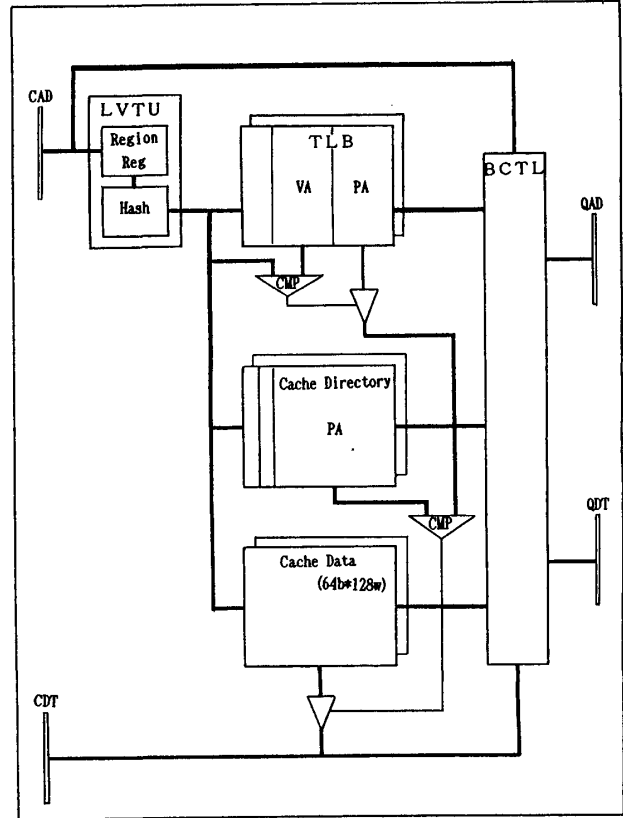 CAD
LVTU
Region
Reg
Hash
TLB
VA
PA
BCTL
QAD
CMP
Cache Directory
PA
CMP
QDT
Cache Data
(64b*128w)
CDT